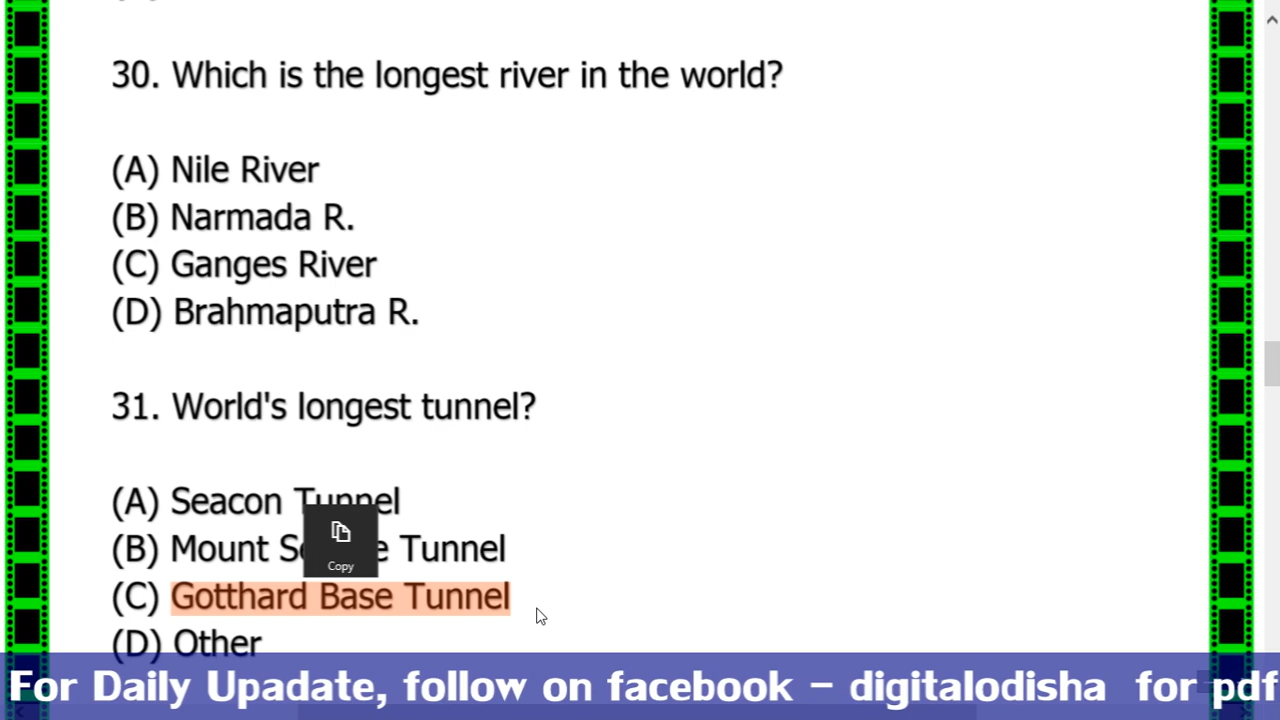 30. Which is the longest river in the world?
(A) Nile River
(B) Narmada R.
(C) Ganges River
(D) Brahmaputra R.
31. World's longest tunnel?
(A) Seacon Tunnel
(B) Mount Tunnel
Copy
(C) Gotthard Base Tunnel
(D) Other
For Daily Upadate, follow on facebook - digitalodisha for pdf